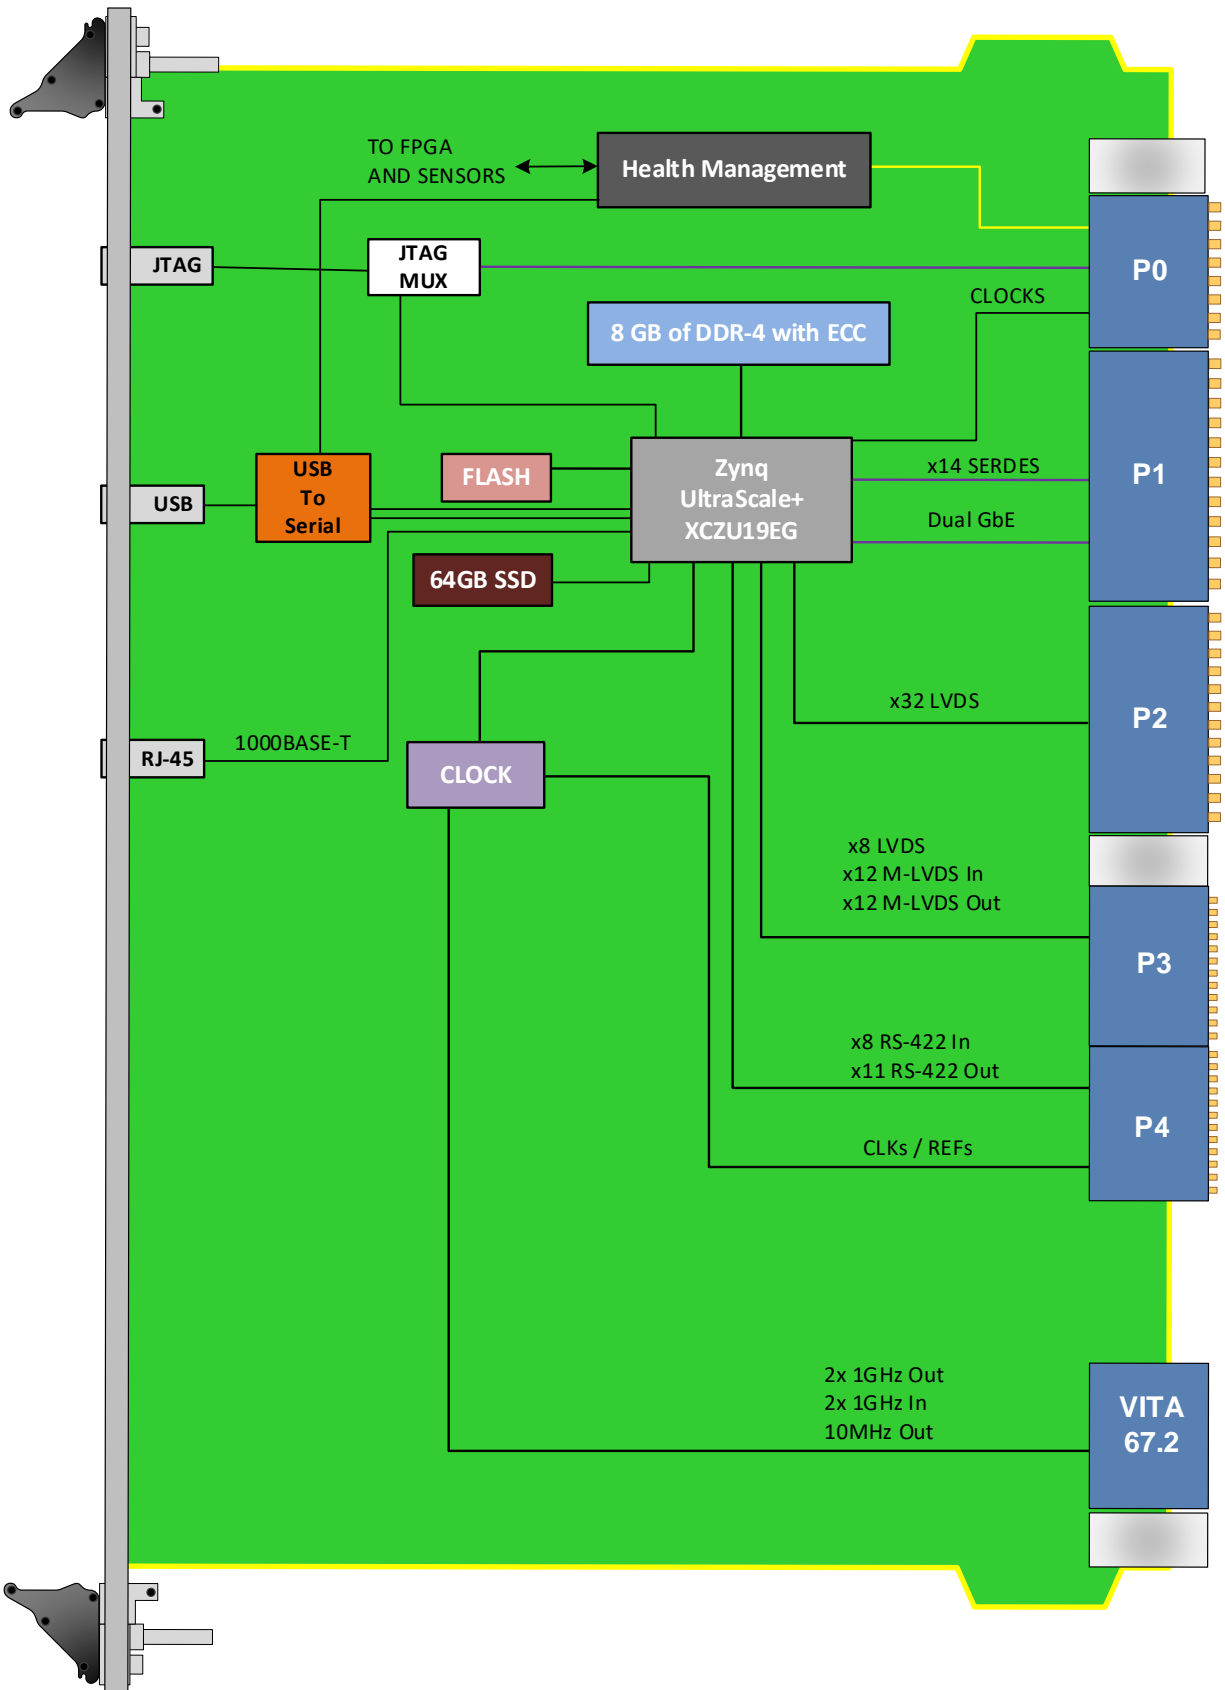 TO FPGA
AND SENSORS
Health Management
JTAG
JTAG
MUX
P0
CLOCKS
8 GB of DDR-4 with ECC
P1
x14 SERDES
Dual GbE
Zynq
UltraScale+
XCZU19EG
FLASH
USB
To
Serial
USB
64GB SSD
x32 LVDS
P2
RJ-45
1000BASE-T
CLOCK
x8 LVDS
x12 M-LVDS In
x12 M-LVDS Out
P3
x8 RS-422 In
x11 RS-422 Out
P4
CLKs / REFs
2x 1GHz Out
2x 1GHz In
10MHz Out
VITA
67.2